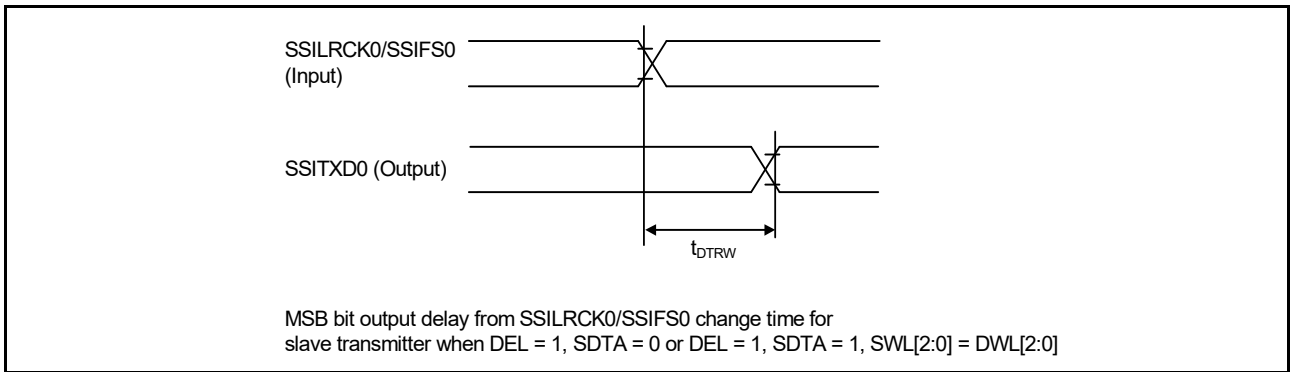 SSILRCK0/SSIFS0
(Input)
SSITXD0 (Output)
tDTRW
MSB bit output delay from SSILRCK0/SSIFS0 change time for
slave transmitter when DEL = 1, SDTA = 0 or DEL = 1, SDTA = 1, SWL[2:0] = DWL[2:0]